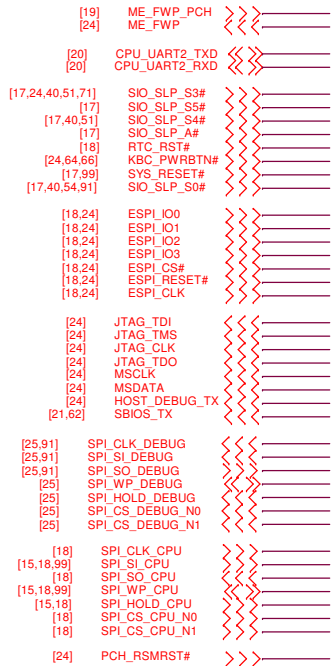 [19] ME_FWP_PCH
[24] ME_FWP
[20] CPU_UART2_TXD
[20] CPU_UART2_RXD
[17,24,40,51,71] SIO_SLP_S3#
[17] SIO_SLP_S5#
[17,40,51] SIO_SLP_S4#
[17] SIO_SLP_A#
[18] RTC_RST#
[24,64,66] KBC_PWRBTN#
[17,99] SYS_RESET#
[17,40,54,91] SIO_SLP_S0#
[18,24] ESPI_IO0
[18,24] ESPI_IO1
[18,24] ESPI_IO2
[18,24] ESPI_IO3
[18,24] ESPI_CS#
[18,24] ESPI_RESET#
[18,24] ESPI_CLK
[24] JTAG_TDI
[24] JTAG_TMS
[24] JTAG_CLK
[24] JTAG_TDO
[24] MSCLK
[24] MSDATA
[24] HOST_DEBUG_TX
[21,62] SBIOS_TX
[25,91] SPI_CLK_DEBUG
[25,91] SPI_SI_DEBUG
[25,91] SPI_SO_DEBUG
[25] SPI_WP_DEBUG
[25] SPI_HOLD_DEBUG
[25] SPI_CS_DEBUG_N0
[25] SPI_CS_DEBUG_N1
[18] SPI_CLK_CPU
[15,18,99] SPI_SI_CPU
[18] SPI_SO_CPU
[15,18,99] SPI_WP_CPU
[15,18] SPI_HOLD_CPU
[18] SPI_CS_CPU_N0
[18] SPI_CS_CPU_N1
[24] PCH_RSMRST#